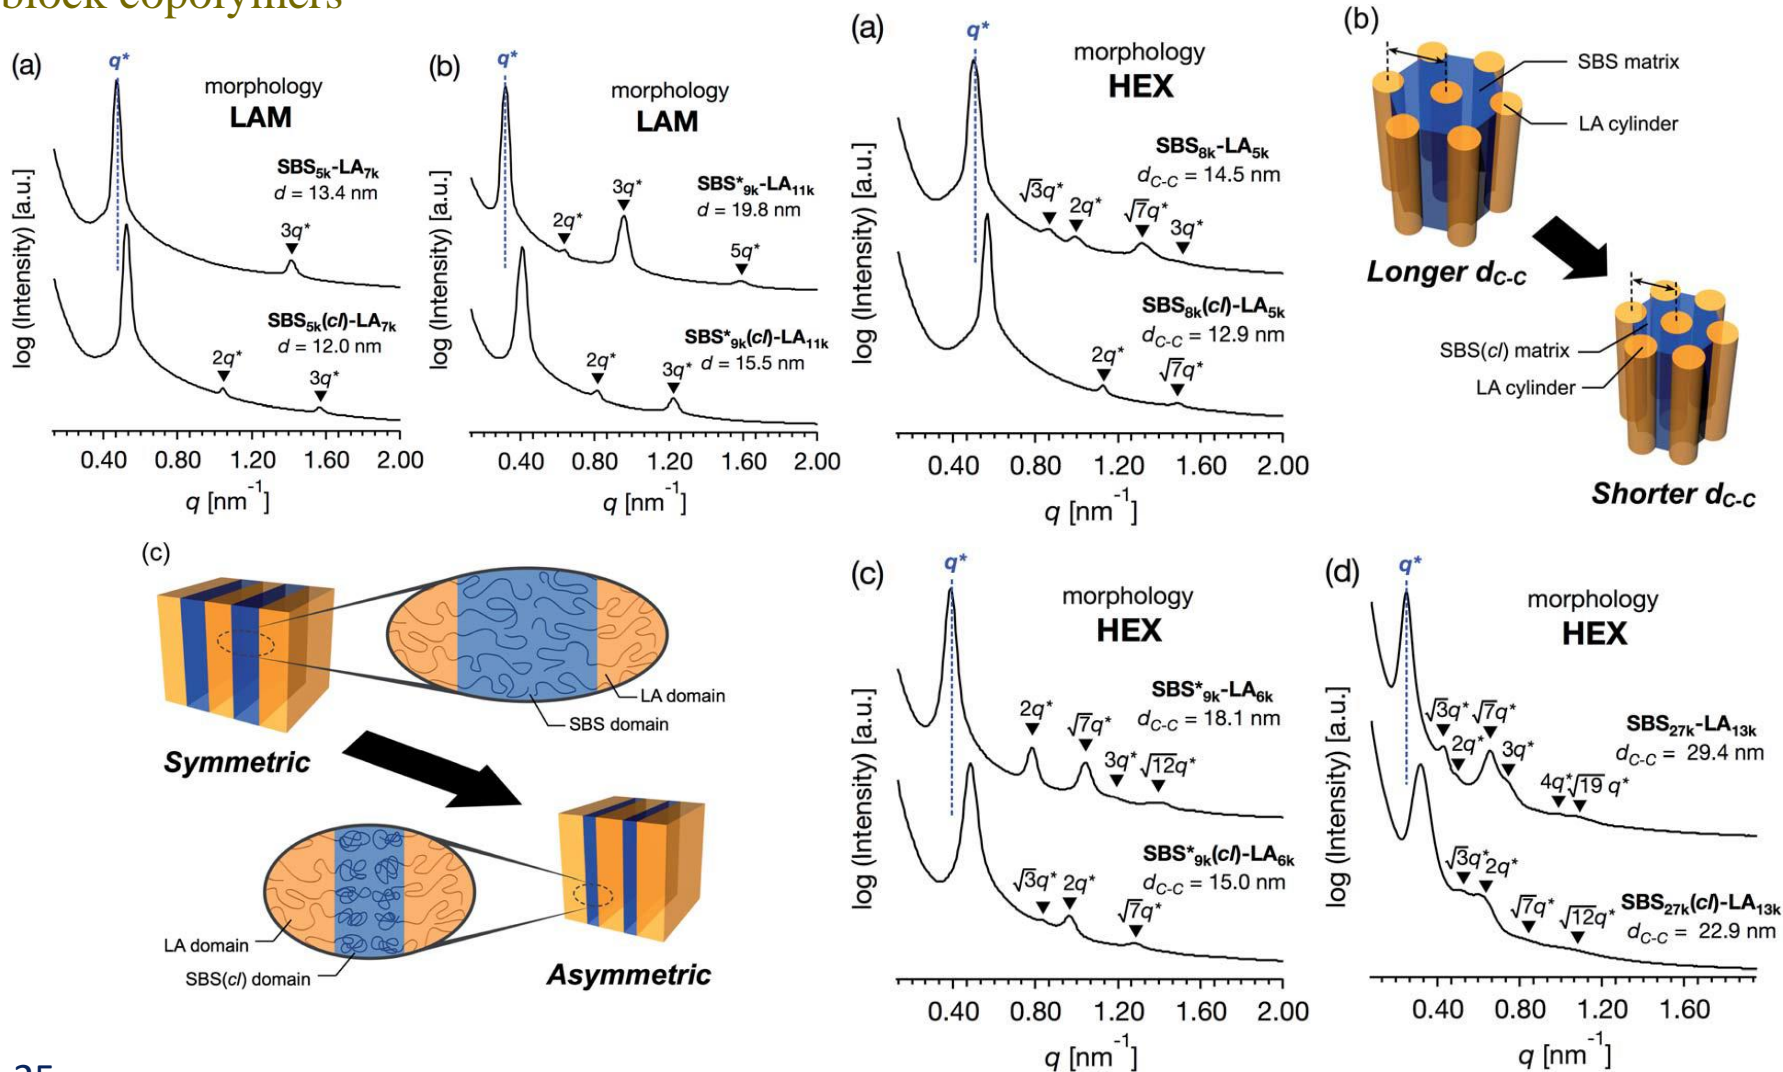 block copolymers
(a)
q*
morphology
LAM
SBS5k-LA7k
d = 13.4 nm
3q*
SBS5k(cl)-LA7k
d = 12.0 nm
2q*
3q*
log (Intensity) [a.u.]
0.40 0.80 1.20 1.60 2.00
q [nm-1]
(b)
q*
morphology
LAM
SBS*9k-LA11k
d = 19.8 nm
2q*
3q*
5q*
SBS*9k(cl)-LA11k
d = 15.5 nm
2q*
3q*
log (Intensity) [a.u.]
0.40 0.80 1.20 1.60 2.00
q [nm-1]
(c)
LA domain
SBS domain
Symmetric
LA domain
SBS(cl) domain
Asymmetric
(a)
q*
morphology
HEX
SBS8k-LA5k
dC-C = 14.5 nm
√3q*
2q*
√7q*
3q*
SBS8k(cl)-LA5k
dC-C = 12.9 nm
2q*
√7q*
log (Intensity) [a.u.]
0.40 0.80 1.20 1.60 2.00
q [nm-1]
(b)
SBS matrix
LA cylinder
Longer dC-C
SBS(cl) matrix
LA cylinder
Shorter dC-C
(c)
q*
morphology
HEX
SBS*9k-LA6k
dC-C = 18.1 nm
2q*
√7q*
3q*
√12q*
SBS*9k(cl)-LA6k
dC-C = 15.0 nm
√3q*
2q*
√7q*
log (Intensity) [a.u.]
0.40 0.80 1.20 1.60 2.00
q [nm-1]
(d)
q*
morphology
HEX
SBS27k-LA13k
dC-C = 29.4 nm
√3q*
√7q*
2q*
3q*
4q*
√19 q*
SBS27k(cl)-LA13k
dC-C = 22.9 nm
√3q*
2q*
√7q*
√12q*
log (Intensity) [a.u.]
0.40 0.80 1.20 1.60
q [nm-1]